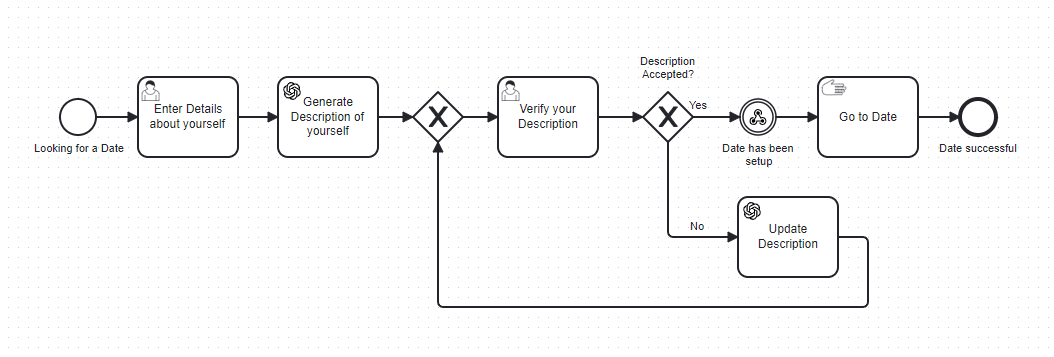 Looking for a Date
Enter Details
about yourself
Generate
Description of
yourself
Verify your
Description
Description
Accepted?
Yes
Date has been
setup
Go to Date
Date successful
No
Update
Description